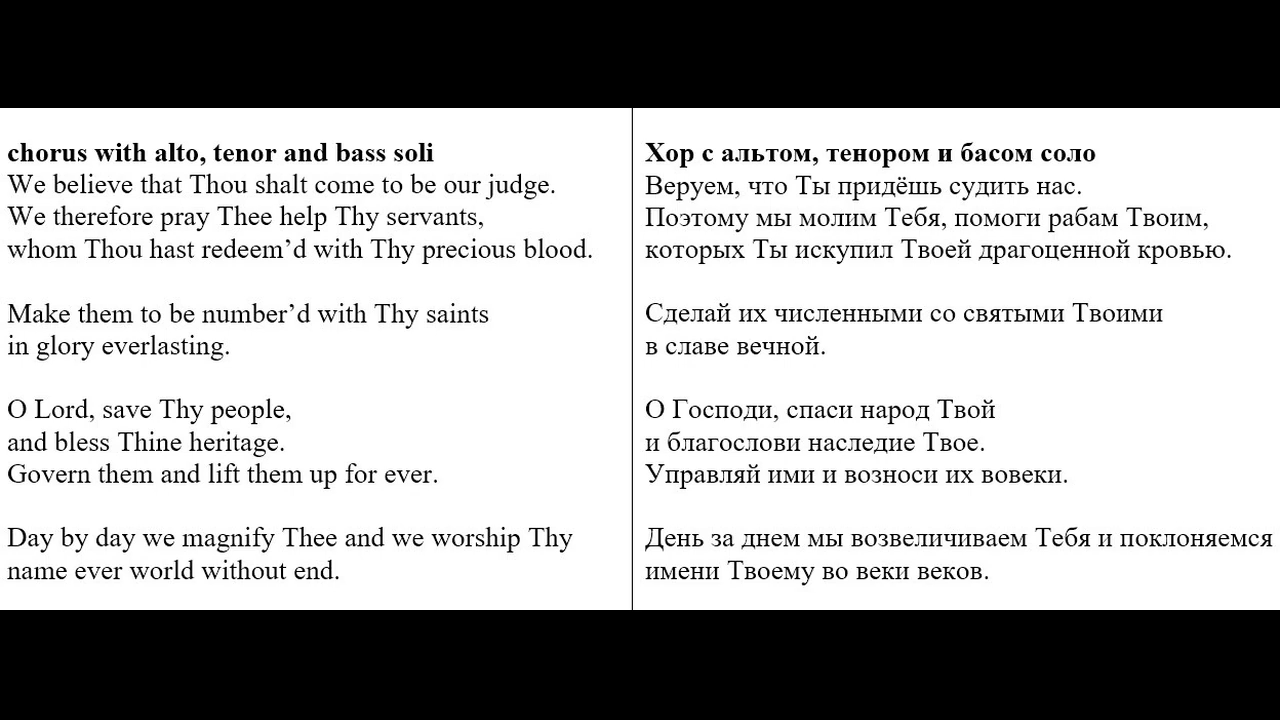 chorus with alto, tenor and bass soli
We believe that Thou shalt come to be our judge.
We therefore pray Thee help Thy servants,
whom Thou hast redeem’d with Thy precious blood.
Make them to be number’d with Thy saints
in glory everlasting.
O Lord, save Thy people,
and bless Thine heritage.
Govern them and lift them up for ever.
Day by day we magnify Thee and we worship Thy
name ever world without end.
Хор с альтом, тенором и басом соло
Веруем, что Ты придёшь судить нас.
Поэтому мы молим Тебя, помоги рабам Твоим,
которых Ты искупил Твоей драгоценной кровью.
Сделай их численными со святыми Твоими
в славе вечной.
О Господи, спаси народ Твой
и благослови наследие Твое.
Управляй ими и возноси их вовеки.
День за днем мы возвеличиваем Тебя и поклоняемся
имени Твоему во веки веков.